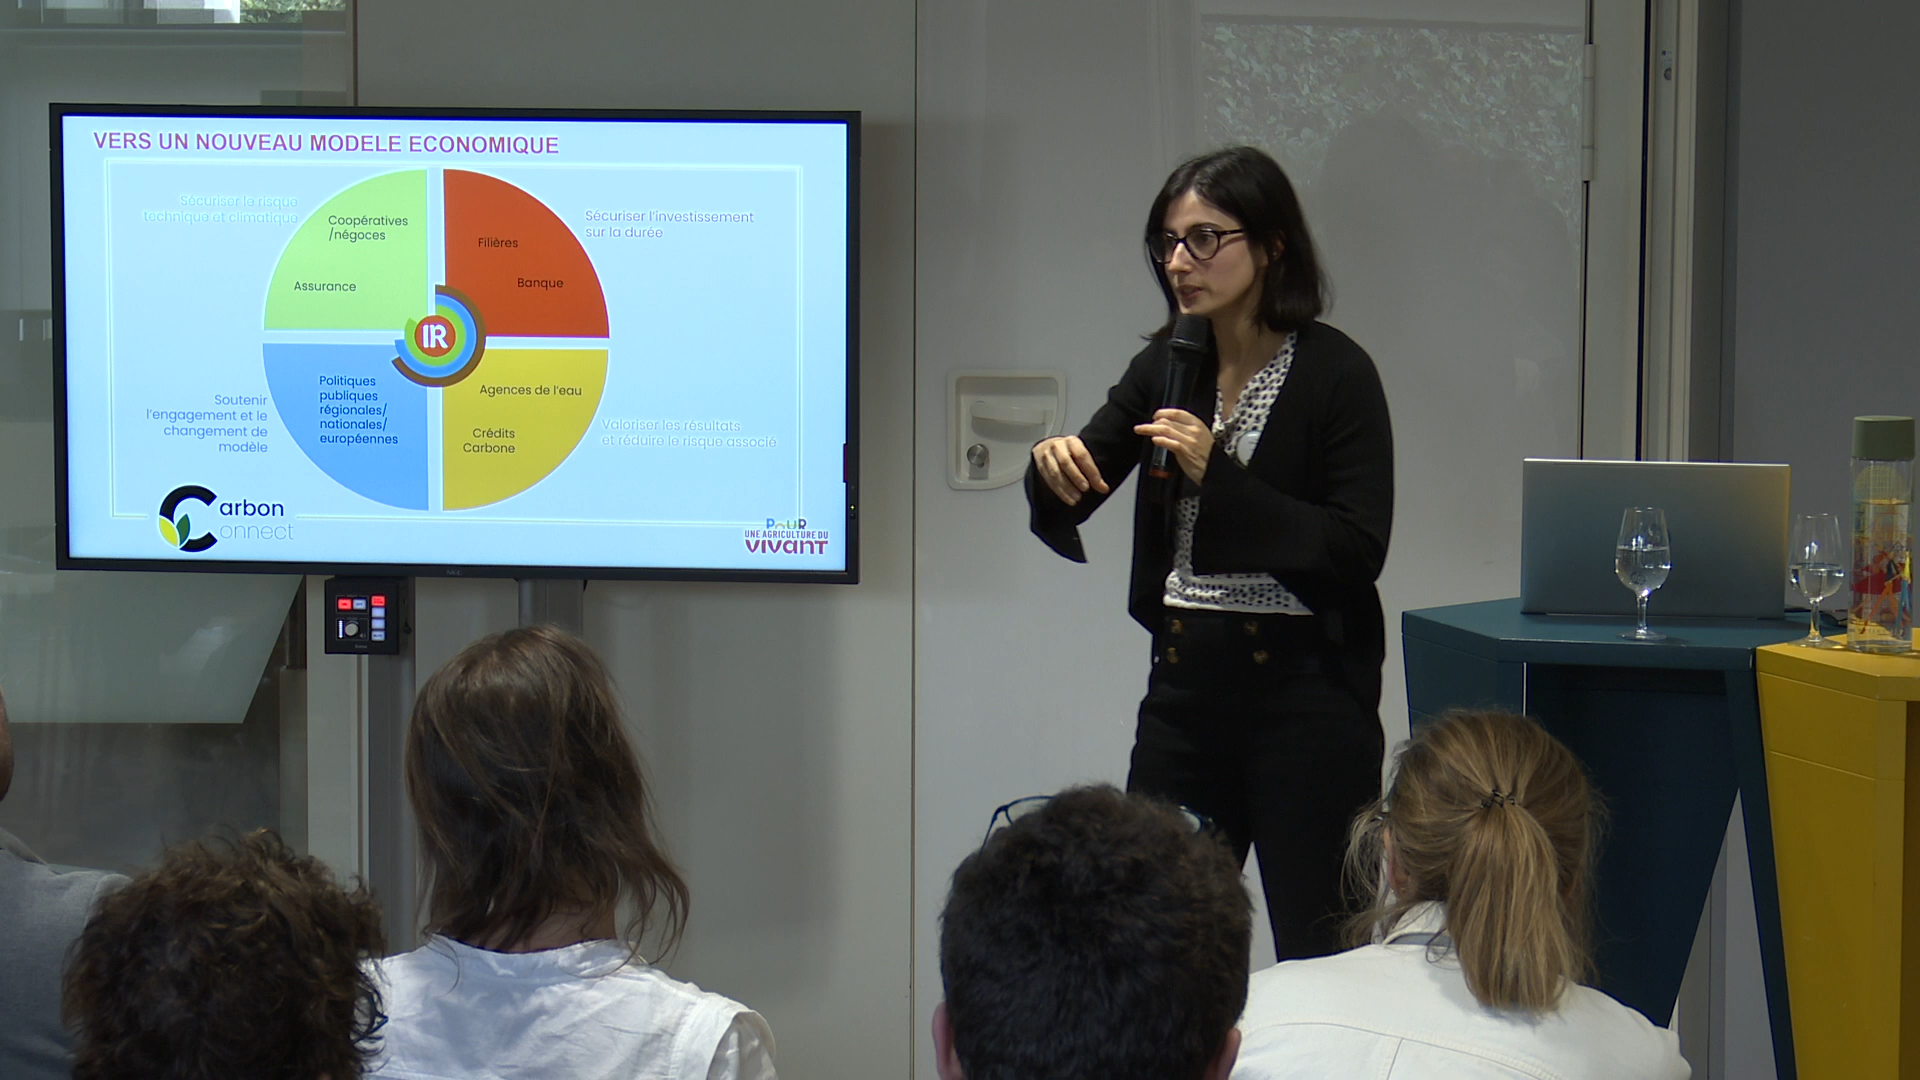 VERS UN NOUVEAU MODELE ECONOMIQUE
Sécuriser le risque
technique et climatique
Coopératives
/négoces
Assurance
Filières
Banque
Sécuriser l'investissement
sur la durée
IR
Soutenir
l'engagement et le
changement de
modèle
Politiques
publiques
régionales/
nationales/
européennes
Agences de l'eau
Crédits
Carbone
Valoriser les résultats
et réduire le risque associé
Carbon
Connect
POUR
UNE AGRICULTURE DU
VIVANT
NEC